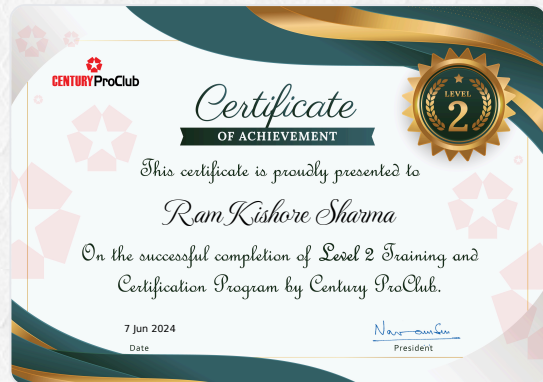 CENTURY ProClub
LEVEL
2
Certificate
OF ACHIEVEMENT
This certificate is proudly presented to
Ram Kishore Sharma
On the successful completion of Level 2 Training and
Certification Program by Century ProClub.
7 Jun 2024
Date
President